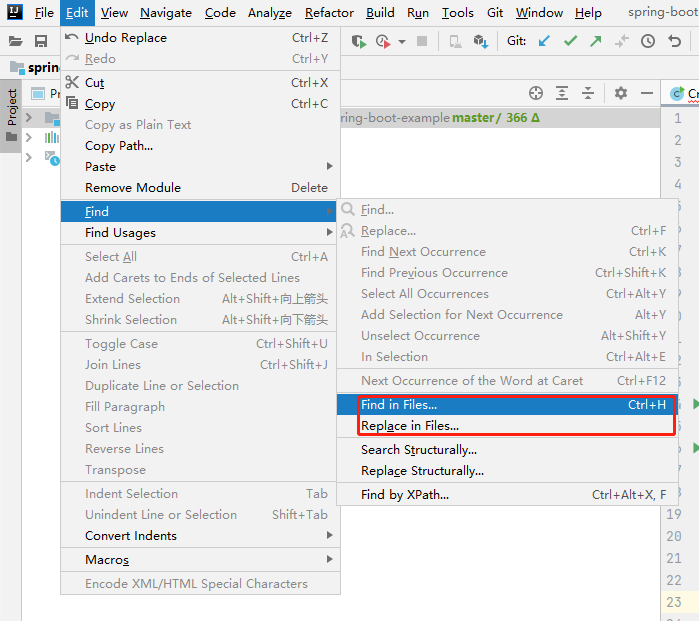 IJ File Edit View Navigate Code Analyze Refactor Build Run Tools Git Window Help spring-boot
Git:
sprin
Project
Pr
Cr
ring-boot-example master / 366 Δ
Undo Replace Ctrl+Z
Redo Ctrl+Y
Cut Ctrl+X
Copy Ctrl+C
Copy as Plain Text
Copy Path...
Paste
Remove Module Delete
Find
Find Usages
Select All Ctrl+A
Add Carets to Ends of Selected Lines
Extend Selection Alt+Shift+向上箭头
Shrink Selection Alt+Shift+向下箭头
Toggle Case Ctrl+Shift+U
Join Lines Ctrl+Shift+J
Duplicate Line or Selection
Fill Paragraph
Sort Lines
Reverse Lines
Transpose
Indent Selection Tab
Unindent Line or Selection Shift+Tab
Convert Indents
Macros
Encode XML/HTML Special Characters
Find...
Replace... Ctrl+F
Find Next Occurrence Ctrl+K
Find Previous Occurrence Ctrl+Shift+K
Select All Occurrences Ctrl+Alt+Y
Add Selection for Next Occurrence Alt+Y
Unselect Occurrence Alt+Shift+Y
In Selection Ctrl+Alt+E
Next Occurrence of the Word at Caret Ctrl+F12
Find in Files... Ctrl+H
Replace in Files...
Search Structurally...
Replace Structurally...
Find by XPath... Ctrl+Alt+X, F
1
2
3
4
19
20
21
22
23